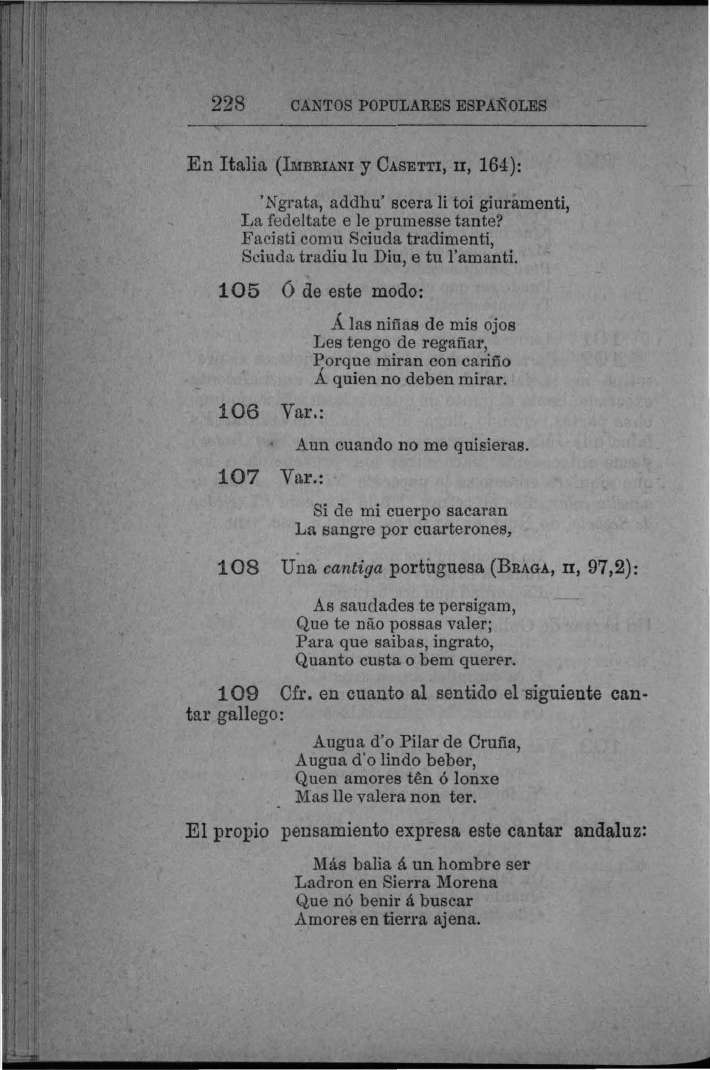 228 CANTOS POPULARES ESPAÑOLES
En Italia (IMBRIANI y CASETTI, II, 164):
'Ngrata, addhu' scera li toi giuramenti,
La fedeltate e le prumesse tante?
Facisti comu Sciuda tradimenti,
Sciuda tradiu lu Diu, e tu l'amanti.
105 Ó de este modo:
Á las niñas de mis ojos
Les tengo de regañar,
Porque miran con cariño
Á quien no deben mirar.
106 Var.:
Aun cuando no me quisieras.
107 Var.:
Si de mi cuerpo sacaran
La sangre por cuarterones,
108 Una cantiga portuguesa (BRAGA, II, 97,2):
As saudades te persigam,
Que te não possas valer;
Para que saibas, ingrato,
Quanto custa o bem querer.
109 Cfr. en cuanto al sentido el siguiente can-
tar gallego:
Augua d'o Pilar de Cruña,
Augua d'o lindo beber,
Quen amores tên ó lonxe
Mas lle valera non ter.
El propio pensamiento expresa este cantar andaluz:
Más balia á un hombre ser
Ladron en Sierra Morena
Que nó benir á buscar
Amores en tierra ajena.